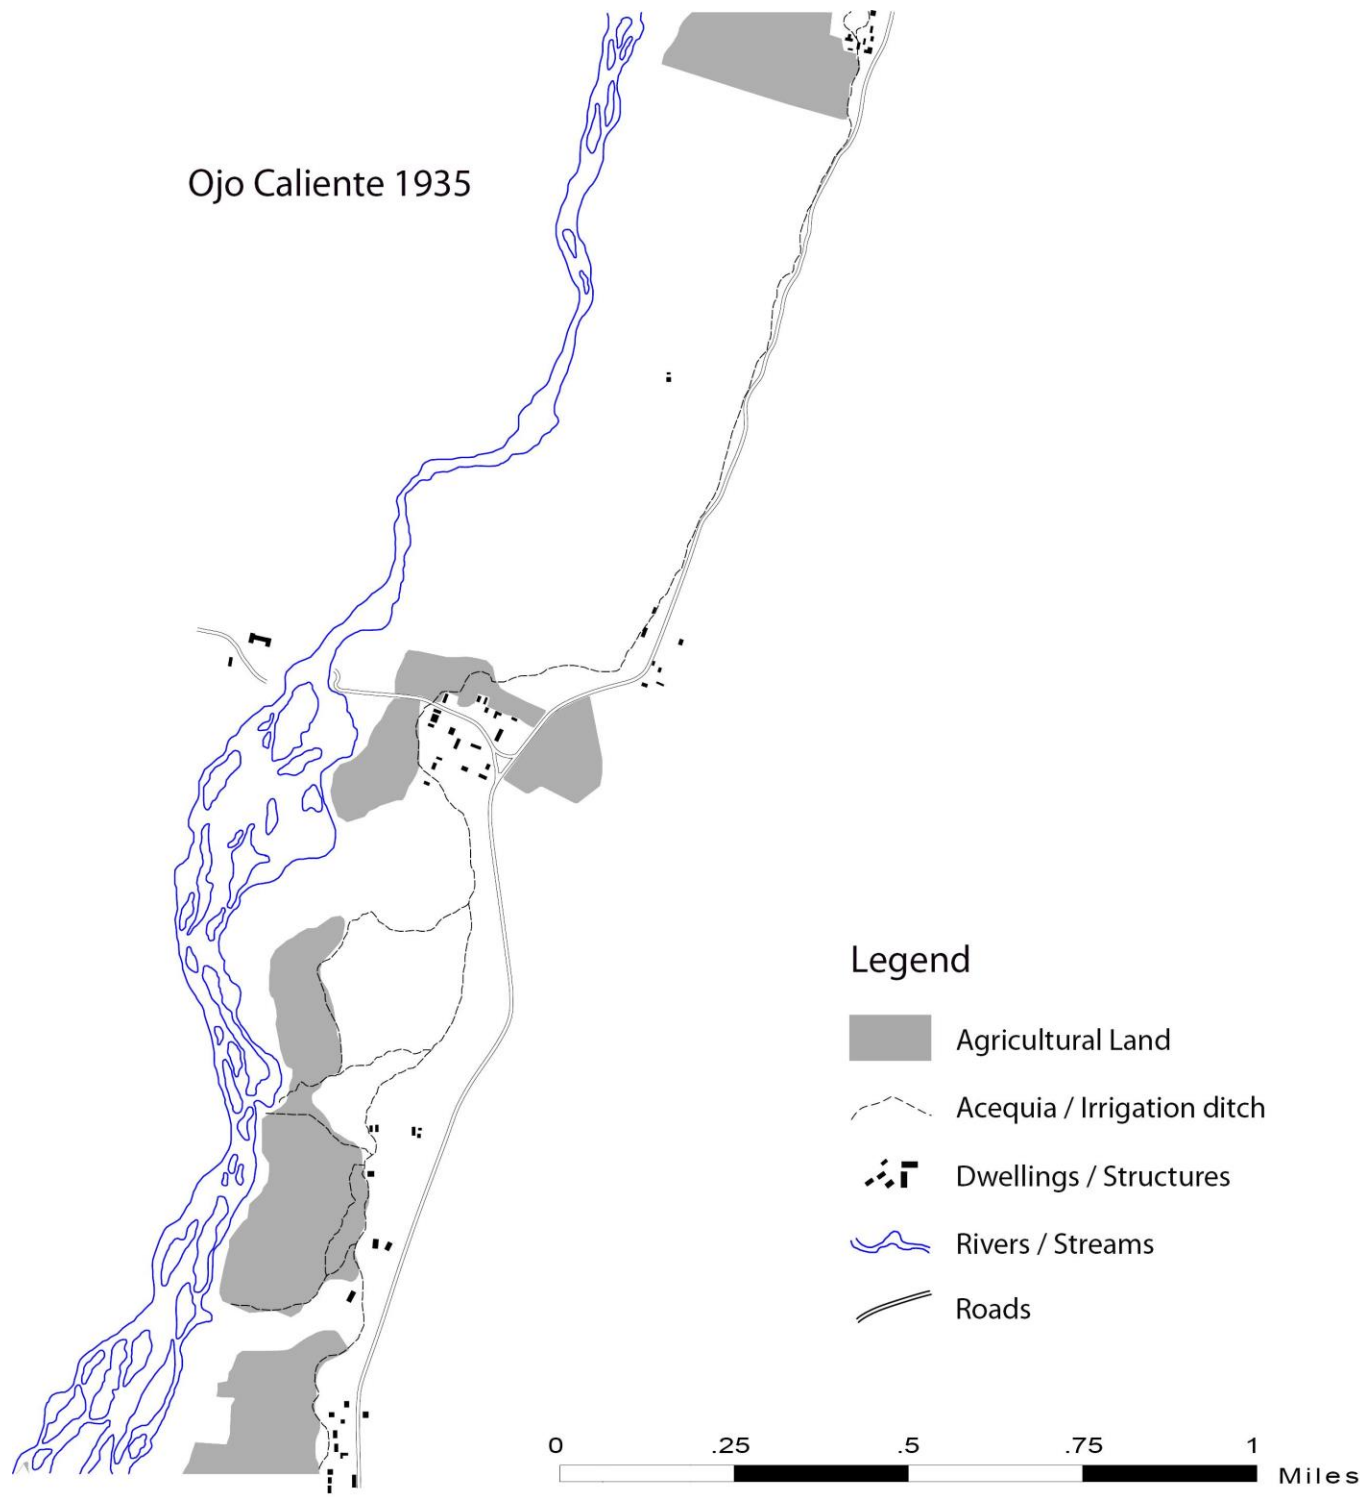 Ojo Caliente 1935
Legend
Agricultural Land
Acequia / Irrigation ditch
Dwellings / Structures
Rivers / Streams
Roads
0 .25 .5 .75 1
Miles